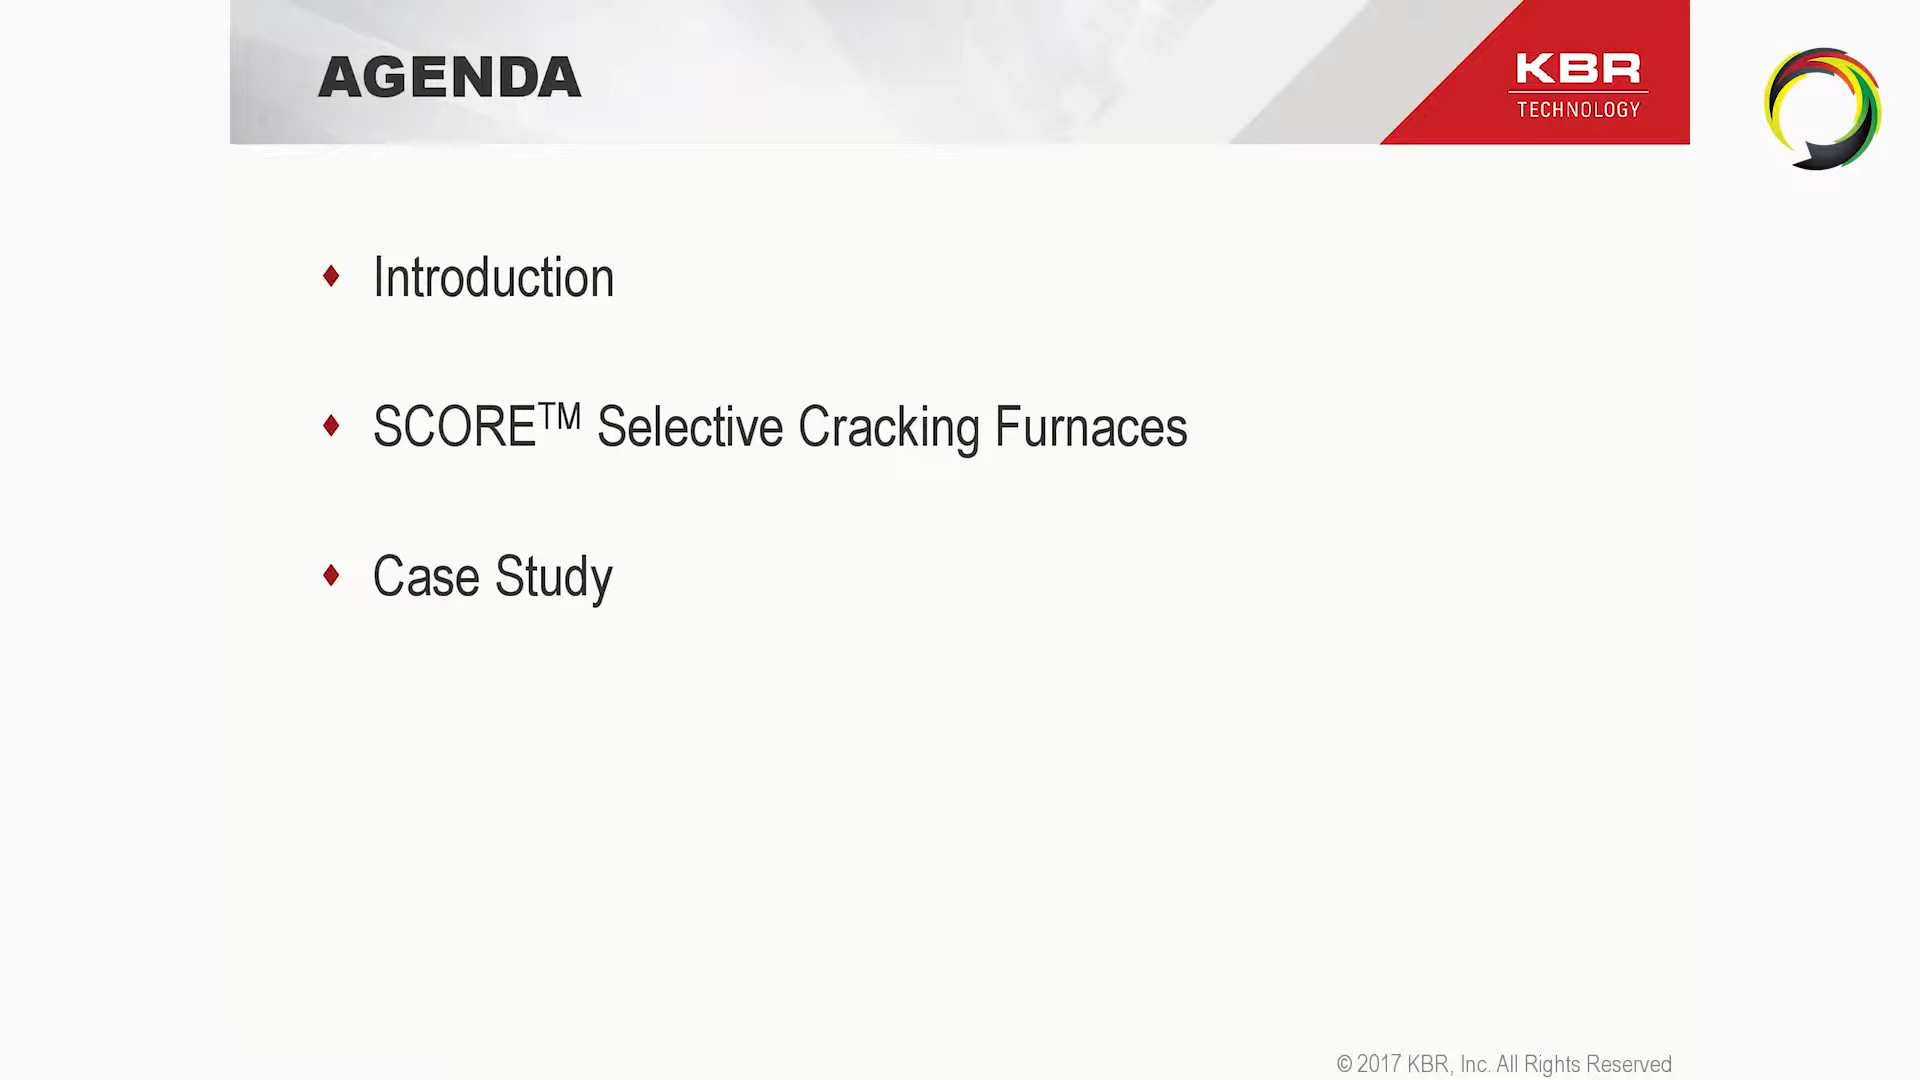 AGENDA
KBR
TECHNOLOGY
Introduction
SCORE™ Selective Cracking Furnaces
Case Study
© 2017 KBR, Inc. All Rights Reserved